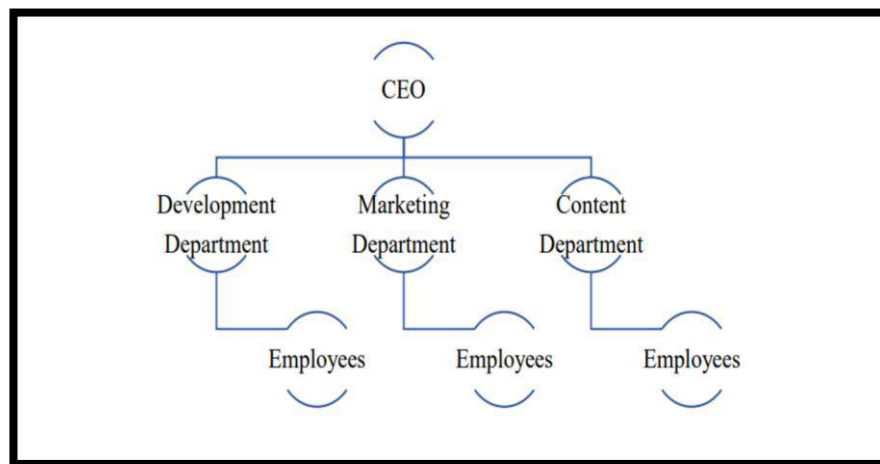 CEO
Development
Department
Marketing
Department
Content
Department
Employees
Employees
Employees